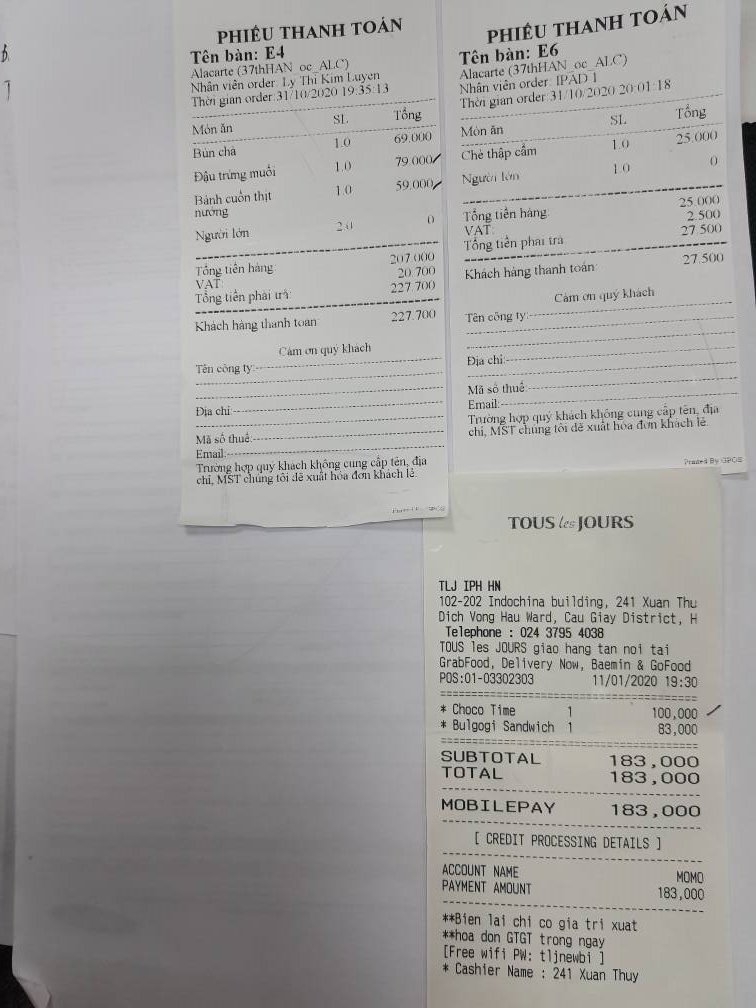 PHIẾU THANH TOÁN
Tên bàn: E4
Alacarte (37thHAN_oc_ALC)
Nhân viên order: Ly Thi Kim Luyen
Thời gian order:31/10/2020 19:35:13
Món ăn SL Tổng
Bún chả 1.0 69.000
Đậu trứng muối 1.0 79.000
Bánh cuốn thịt nướng 1.0 59.000
Người lớn 2.0 0
Tổng tiền hàng: 207.000
VAT: 20.700
Tổng tiền phải trả: 227.700
Khách hàng thanh toán: 227.700
Cảm ơn quý khách
Tên công ty:
Địa chỉ:
Mã số thuế:
Email:
Trường hợp quý khách không cung cấp tên, địa
chỉ, MST chúng tôi sẽ xuất hóa đơn khách lẻ.
PHIẾU THANH TOÁN
Tên bàn: E6
Alacarte (37thHAN_oc_ALC)
Nhân viên order: IPAD 1
Thời gian order:31/10/2020 20:01:18
Món ăn SL Tổng
Chè thập cẩm 1.0 25.000
Người lớn 1.0 0
Tổng tiền hàng: 25.000
VAT: 2.500
Tổng tiền phải trả: 27.500
Khách hàng thanh toán: 27.500
Cảm ơn quý khách
Tên công ty:
Địa chỉ:
Mã số thuế:
Email:
Trường hợp quý khách không cung cấp tên, địa
chỉ, MST chúng tôi sẽ xuất hóa đơn khách lẻ.
Printed By GPOS
TOUS les JOURS
TLJ IPH HN
102-202 Indochina building, 241 Xuan Thu
Dich Vong Hau Ward, Cau Giay District, H
Telephone : 024 3795 4038
TOUS les JOURS giao hang tan noi tai
GrabFood, Delivery Now, Baemin & GoFood
POS:01-03302303 11/01/2020 19:30
* Choco Time 1 100,000
* Bulgogi Sandwich 1 83,000
SUBTOTAL 183,000
TOTAL 183,000
MOBILEPAY 183,000
[ CREDIT PROCESSING DETAILS ]
ACCOUNT NAME MOMO
PAYMENT AMOUNT 183,000
**Bien lai chi co gia tri xuat
**hoa don GTGT trong ngay
[Free wifi PW: tljnewbi ]
* Cashier Name : 241 Xuan Thuy